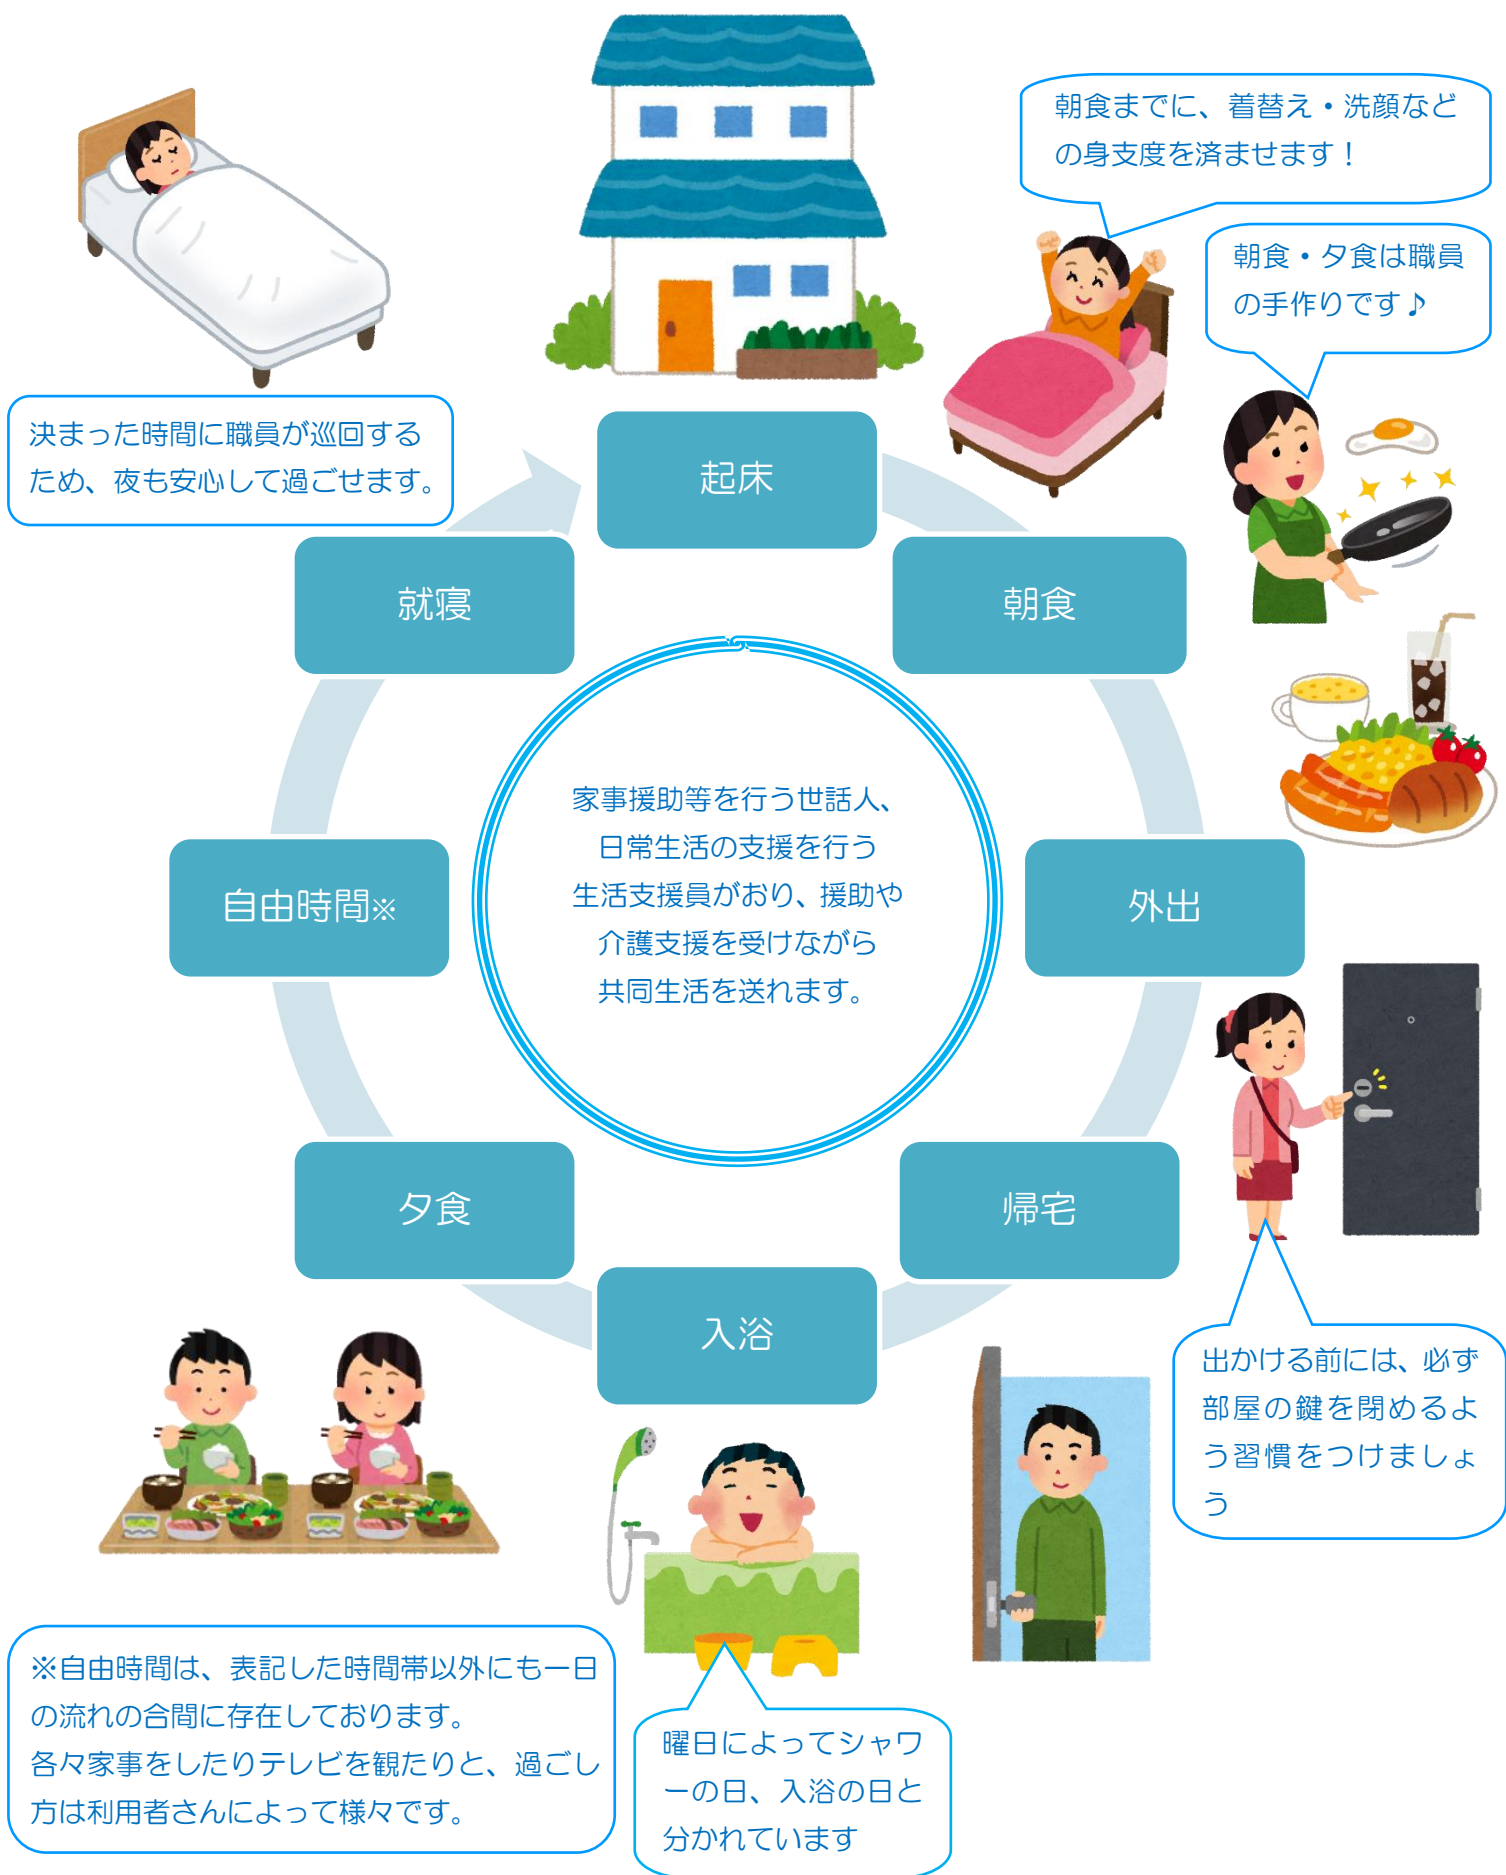 朝食までに、着替え・洗顔など
の身支度を済ませます！
朝食・夕食は職員
の手作りです♪
決まった時間に職員が巡回する
ため、夜も安心して過ごせます。
起床
就寝
朝食
家事援助等を行う世話人、
日常生活の支援を行う
生活支援員がおり、援助や
介護支援を受けながら
共同生活を送れます。
自由時間※
外出
夕食
帰宅
入浴
出かける前には、必ず
部屋の鍵を閉めるよ
う習慣をつけましょ
う
※自由時間は、表記した時間帯以外にも一日
の流れの合間に存在しております。
各々家事をしたりテレビを観たりと、過ごし
方は利用者さんによって様々です。
曜日によってシャワ
ーの日、入浴の日と
分かれています